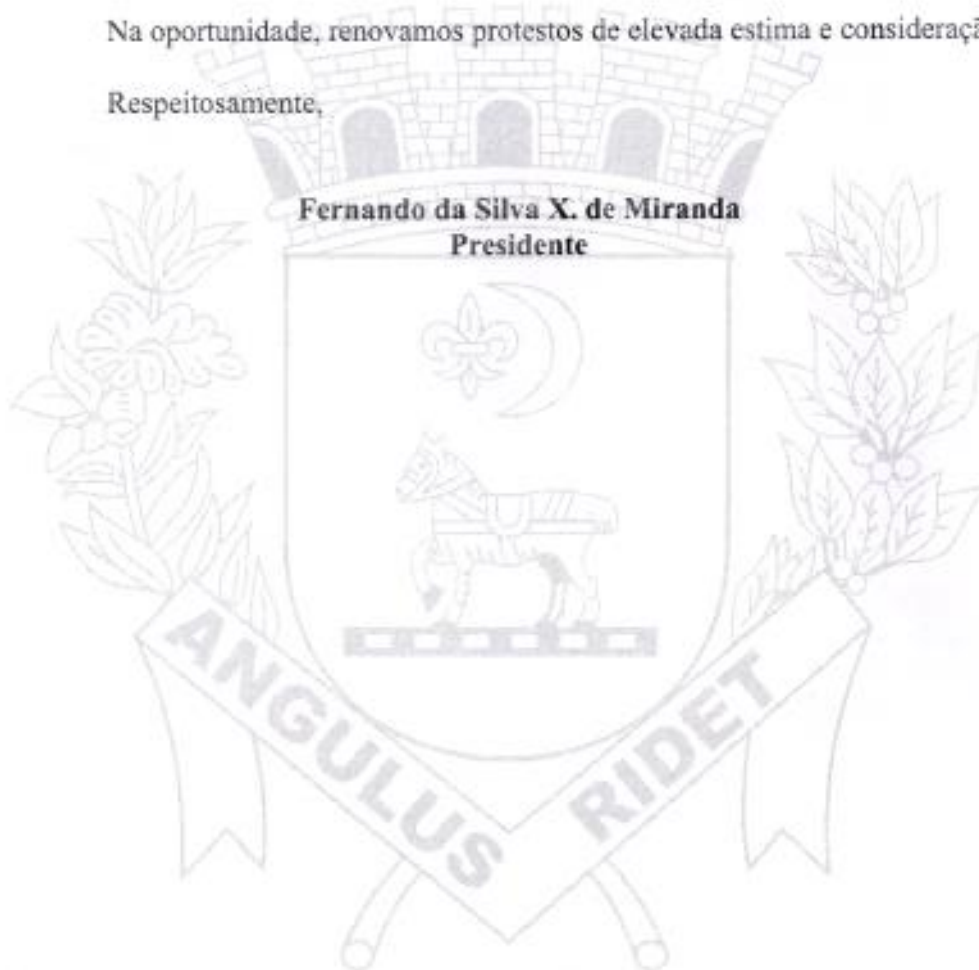 Na oportunidade, renovamos protestos de elevada estima e consideraçã
Respeitosamente,
Fernando da Silva X. de Miranda
Presidente
ANGULUS RIDET